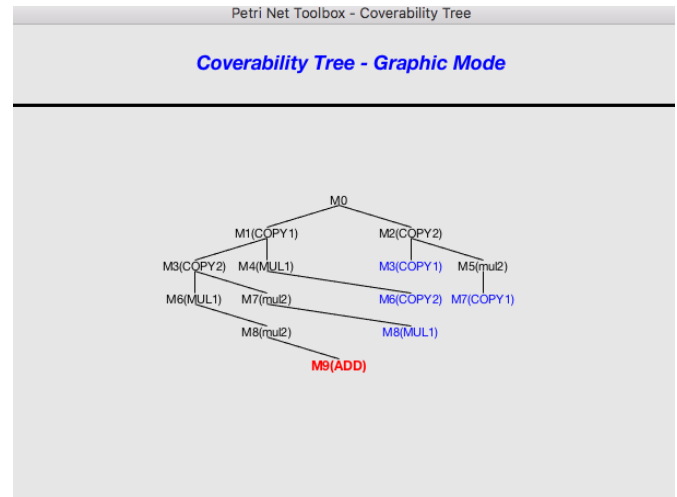 Petri Net Toolbox - Coverability Tree
Coverability Tree - Graphic Mode
M0
M1(COPY1) M2(COPY2)
M3(COPY2) M4(MUL1) M3(COPY1) M5(mul2)
M6(MUL1) M7(mul2) M6(COPY2) M7(COPY1)
M8(mul2) M8(MUL1)
M9(ADD)